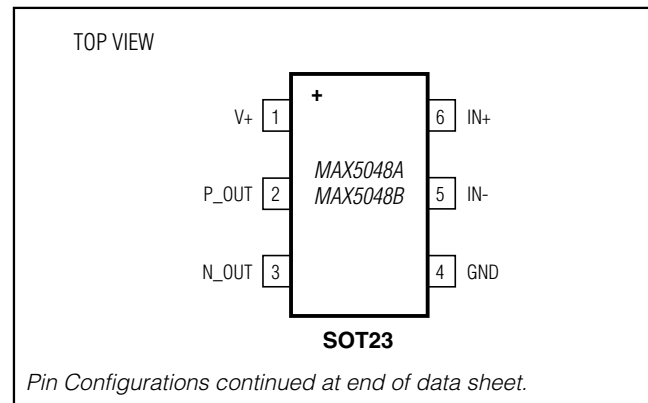 TOP VIEW
+
V+ 1 6 IN+
MAX5048A
P_OUT 2 MAX5048B 5 IN-
N_OUT 3 4 GND
SOT23
Pin Configurations continued at end of data sheet.